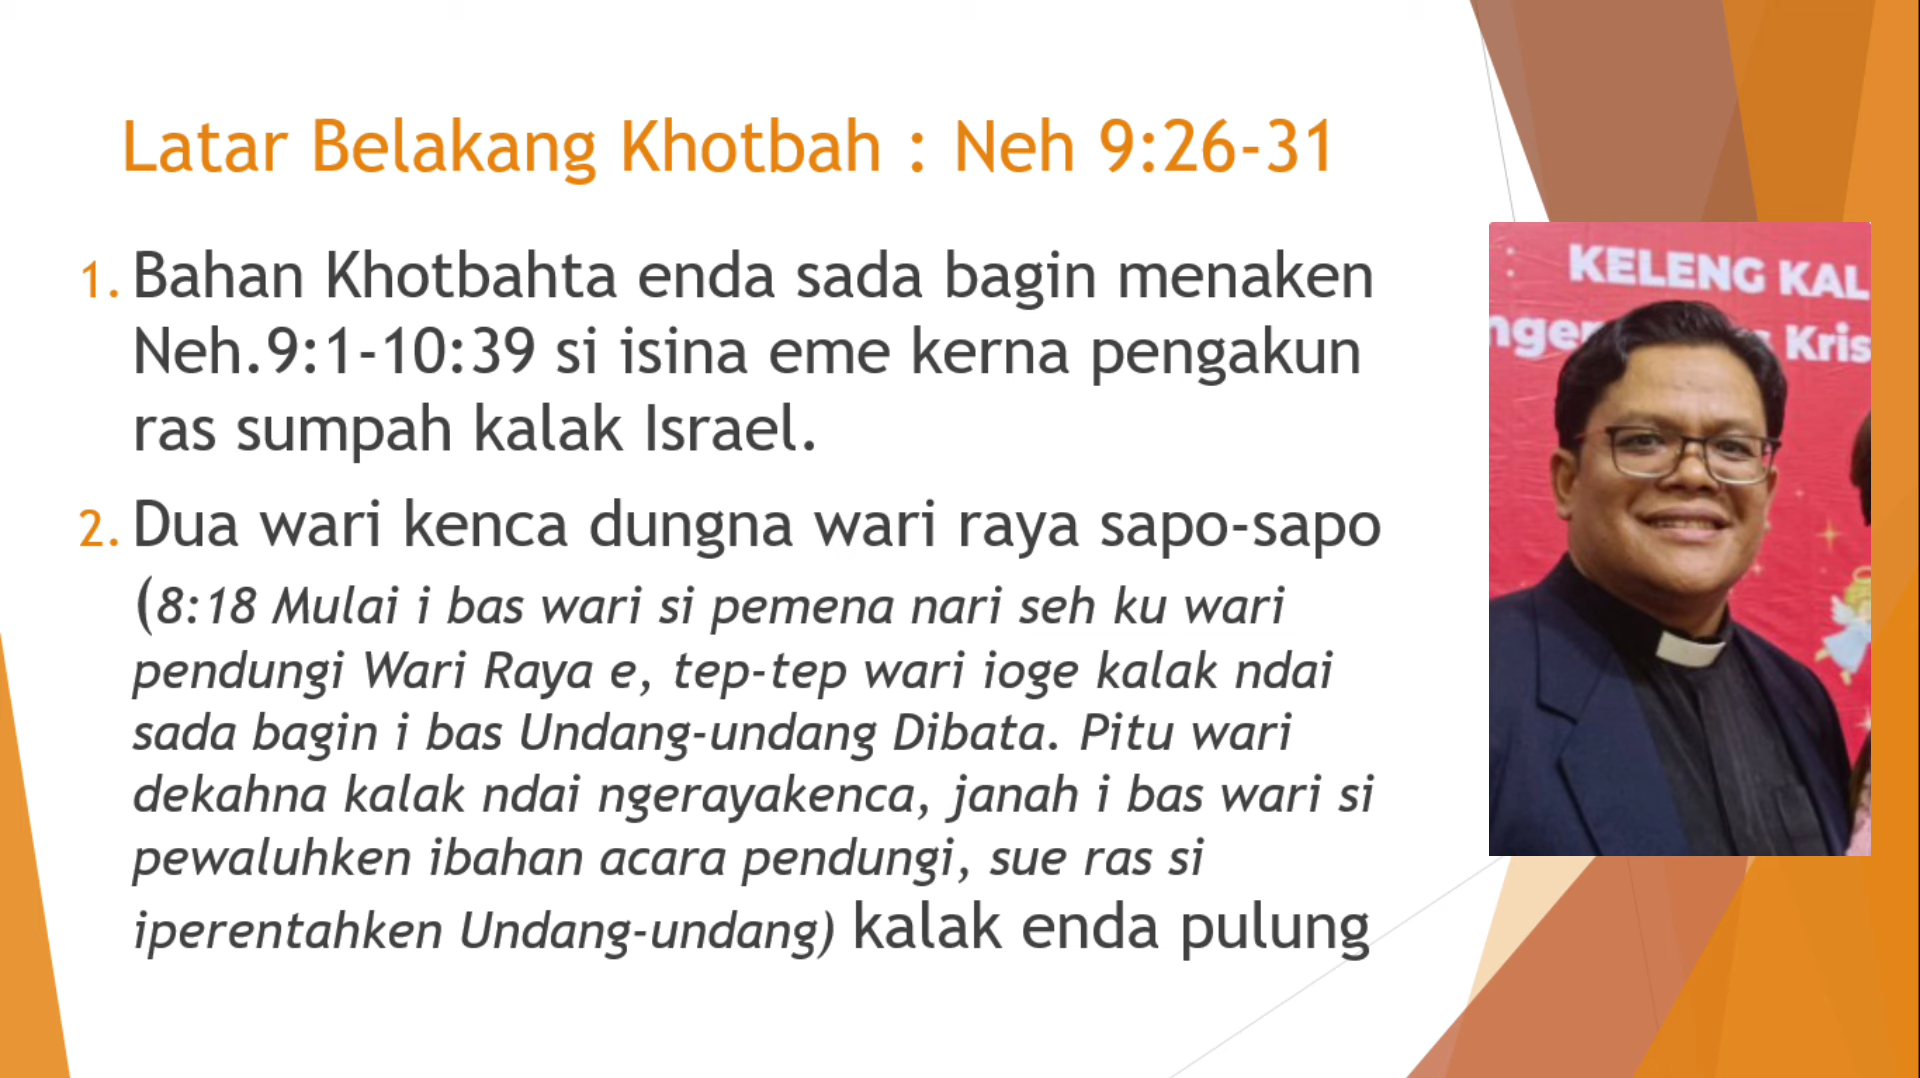 Latar Belakang Khotbah : Neh 9:26-31
1. Bahan Khotbahta enda sada bagin menaken
Neh.9:1-10:39 si isina eme kerna pengakun
ras sumpah kalak Israel.
2. Dua wari kenca dungna wari raya sapo-sapo
(8:18 Mulai i bas wari si pemena nari seh ku wari
pendungi Wari Raya e, tep-tep wari ioge kalak ndai
sada bagin i bas Undang-undang Dibata. Pitu wari
dekahna kalak ndai ngerayakenca, janah i bas wari si
pewaluhken ibahan acara pendungi, sue ras si
iperentahken Undang-undang) kalak enda pulung
KELENG KAL
Kris